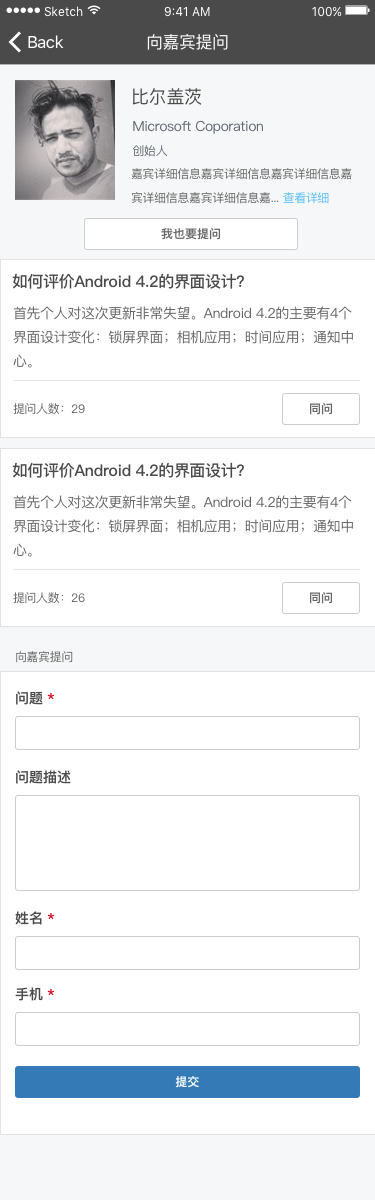 Sketch 9:41 AM 100%
Back 向嘉宾提问
比尔盖茨
Microsoft Coporation
创始人
嘉宾详细信息嘉宾详细信息嘉宾详细信息嘉
宾详细信息嘉宾详细信息嘉... 查看详细
我也要提问
如何评价Android 4.2的界面设计?
首先个人对这次更新非常失望。Android 4.2的主要有4个
界面设计变化：锁屏界面；相机应用；时间应用；通知中
心。
提问人数：29 同问
如何评价Android 4.2的界面设计?
首先个人对这次更新非常失望。Android 4.2的主要有4个
界面设计变化：锁屏界面；相机应用；时间应用；通知中
心。
提问人数：26 同问
向嘉宾提问
问题 *
问题描述
姓名 *
手机 *
提交